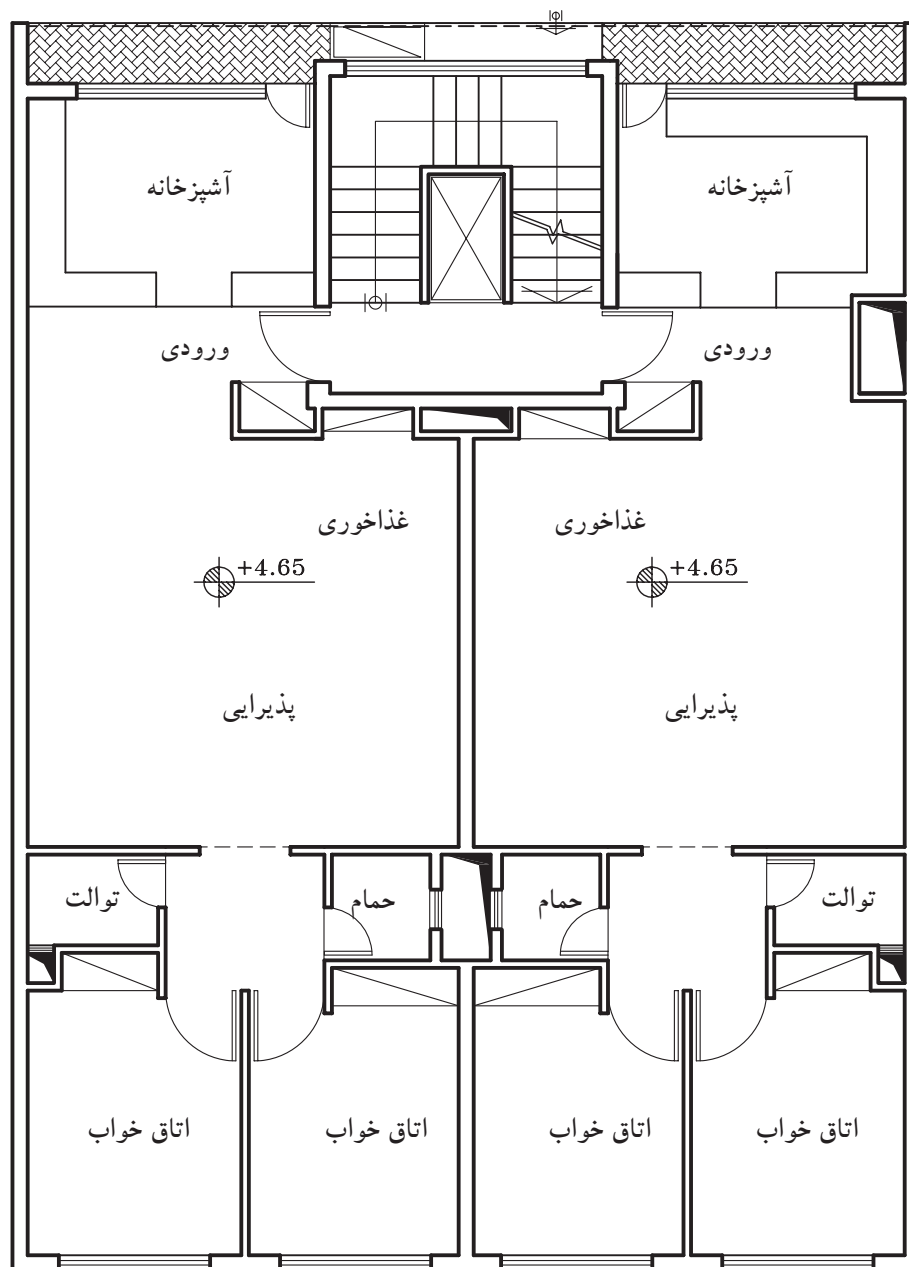 آشپزخانه
آشپزخانه
ورودی
ورودی
غذاخوری
غذاخوری
+4.65
+4.65
پذیرایی
پذیرایی
توالت
حمام
حمام
توالت
اتاق خواب
اتاق خواب
اتاق خواب
اتاق خواب